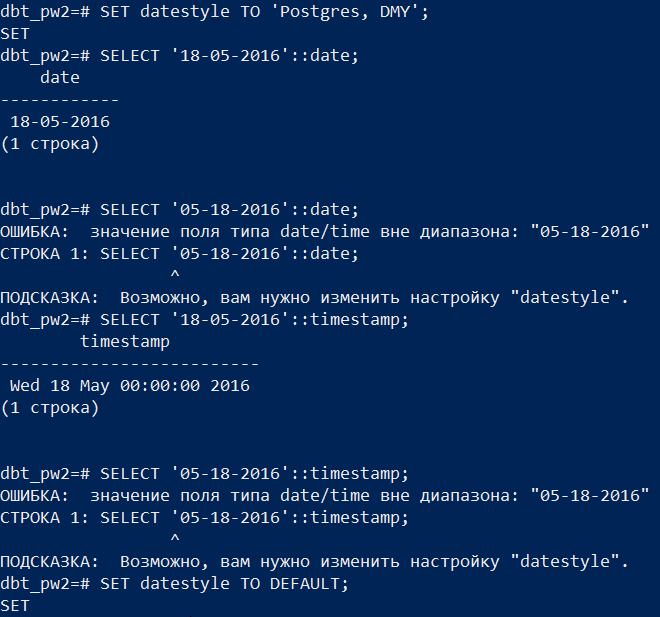 dbt_pw2=# SET datestyle TO 'Postgres, DMY';
SET
dbt_pw2=# SELECT '18-05-2016'::date;
    date
------------
 18-05-2016
(1 строка)
dbt_pw2=# SELECT '05-18-2016'::date;
ОШИБКА:  значение поля типа date/time вне диапазона: "05-18-2016"
СТРОКА 1: SELECT '05-18-2016'::date;
                 ^
ПОДСКАЗКА:  Возможно, вам нужно изменить настройку "datestyle".
dbt_pw2=# SELECT '18-05-2016'::timestamp;
        timestamp
--------------------------
 Wed 18 May 00:00:00 2016
(1 строка)
dbt_pw2=# SELECT '05-18-2016'::timestamp;
ОШИБКА:  значение поля типа date/time вне диапазона: "05-18-2016"
СТРОКА 1: SELECT '05-18-2016'::timestamp;
                 ^
ПОДСКАЗКА:  Возможно, вам нужно изменить настройку "datestyle".
dbt_pw2=# SET datestyle TO DEFAULT;
SET